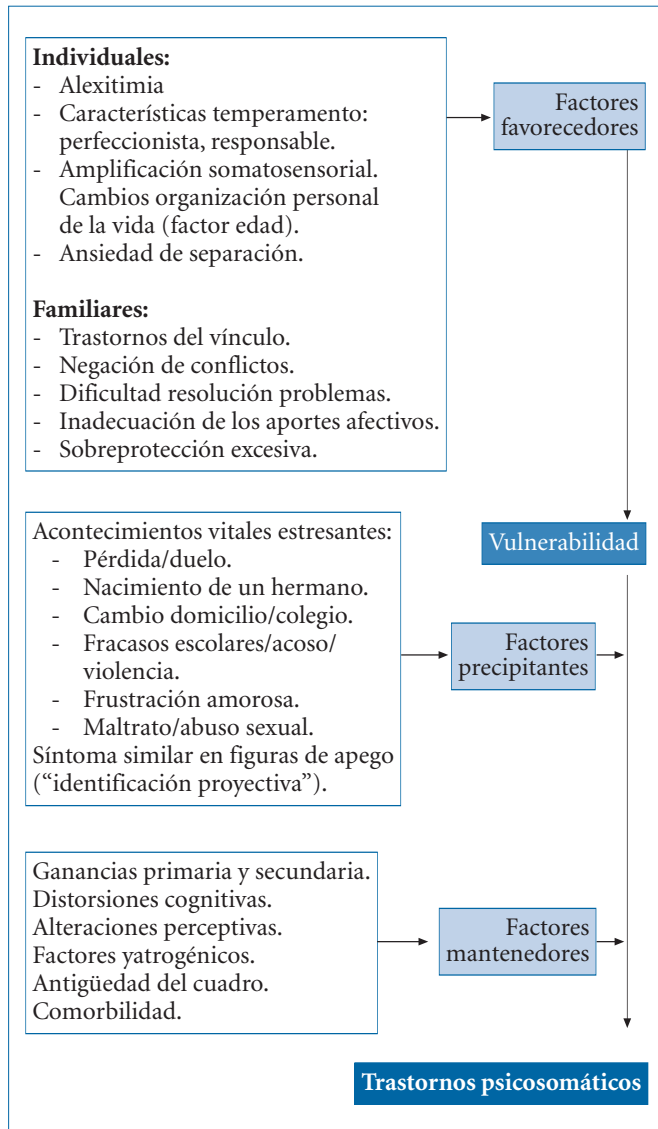 Individuales:
- Alexitimia
- Características temperamento:
perfeccionista, responsable.
- Amplificación somatosensorial.
Cambios organización personal
de la vida (factor edad).
- Ansiedad de separación.
Familiares:
- Trastornos del vínculo.
- Negación de conflictos.
- Dificultad resolución problemas.
- Inadecuación de los aportes afectivos.
- Sobreprotección excesiva.
Factores
favorecedores
Vulnerabilidad
Acontecimientos vitales estresantes:
- Pérdida/duelo.
- Nacimiento de un hermano.
- Cambio domicilio/colegio.
- Fracasos escolares/acoso/
violencia.
- Frustración amorosa.
- Maltrato/abuso sexual.
Síntoma similar en figuras de apego
(“identificación proyectiva”).
Factores
precipitantes
Ganancias primaria y secundaria.
Distorsiones cognitivas.
Alteraciones perceptivas.
Factores yatrogénicos.
Antigüedad del cuadro.
Comorbilidad.
Factores
mantenedores
Trastornos psicosomáticos